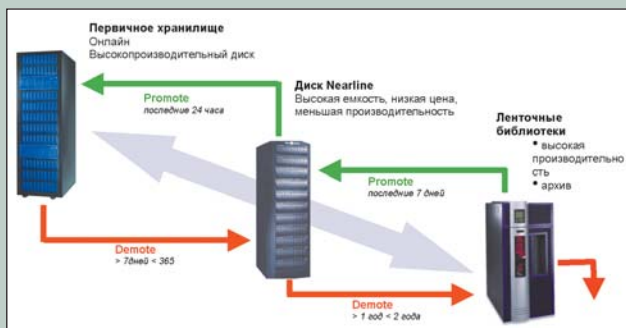 Первичное хранилище
Онлайн
Высокопроизводительный диск
Promote
последние 24 часа
Диск Nearline
Высокая емкость, низкая цена,
меньшая производительность
Ленточные
библиотеки
• высокая
производительно
сть
• архив
Promote
последние 7 дней
Demote
> 7дней < 365
Demote
> 1 год < 2 года